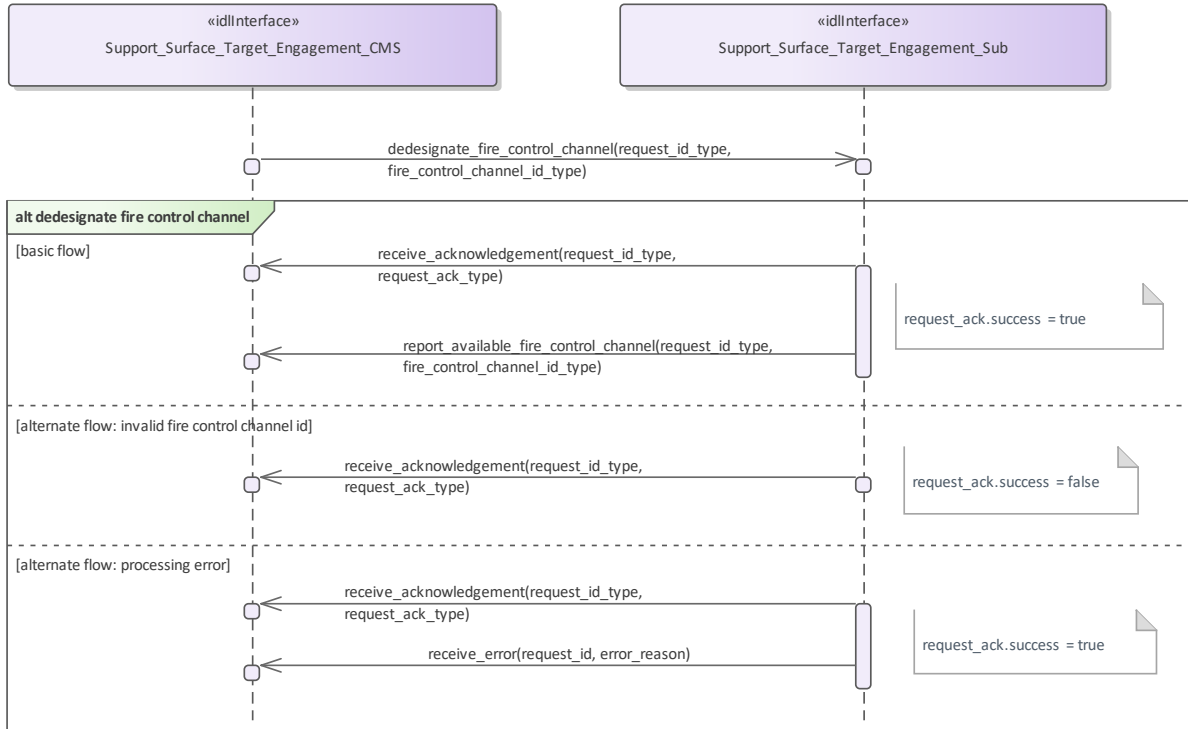 «idlInterface»
Support_Surface_Target_Engagement_CMS
«idlInterface»
Support_Surface_Target_Engagement_Sub
dedesignate_fire_control_channel(request_id_type,
fire_control_channel_id_type)
alt dedesignate fire control channel
[basic flow]
receive_acknowledgement(request_id_type,
request_ack_type)
request_ack.success = true
report_available_fire_control_channel(request_id_type,
fire_control_channel_id_type)
[alternate flow: invalid fire control channel id]
receive_acknowledgement(request_id_type,
request_ack_type)
request_ack.success = false
[alternate flow: processing error]
receive_acknowledgement(request_id_type,
request_ack_type)
request_ack.success = true
receive_error(request_id, error_reason)